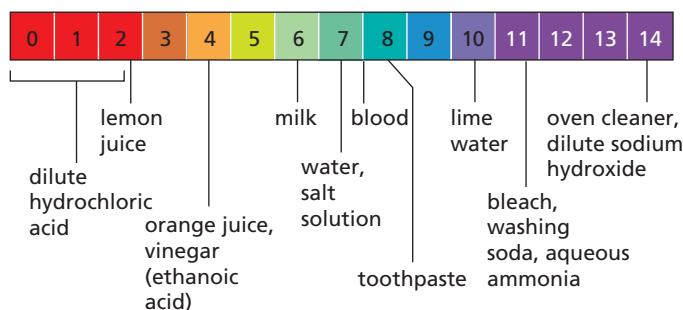 0 1 2 3 4 5 6 7 8 9 10 11 12 13 14
lemon
juice
milk
blood
lime
water
oven cleaner,
dilute sodium
hydroxide
dilute
hydrochloric
acid
water,
salt
solution
orange juice,
vinegar
(ethanoic
acid)
bleach,
washing
soda, aqueous
ammonia
toothpaste